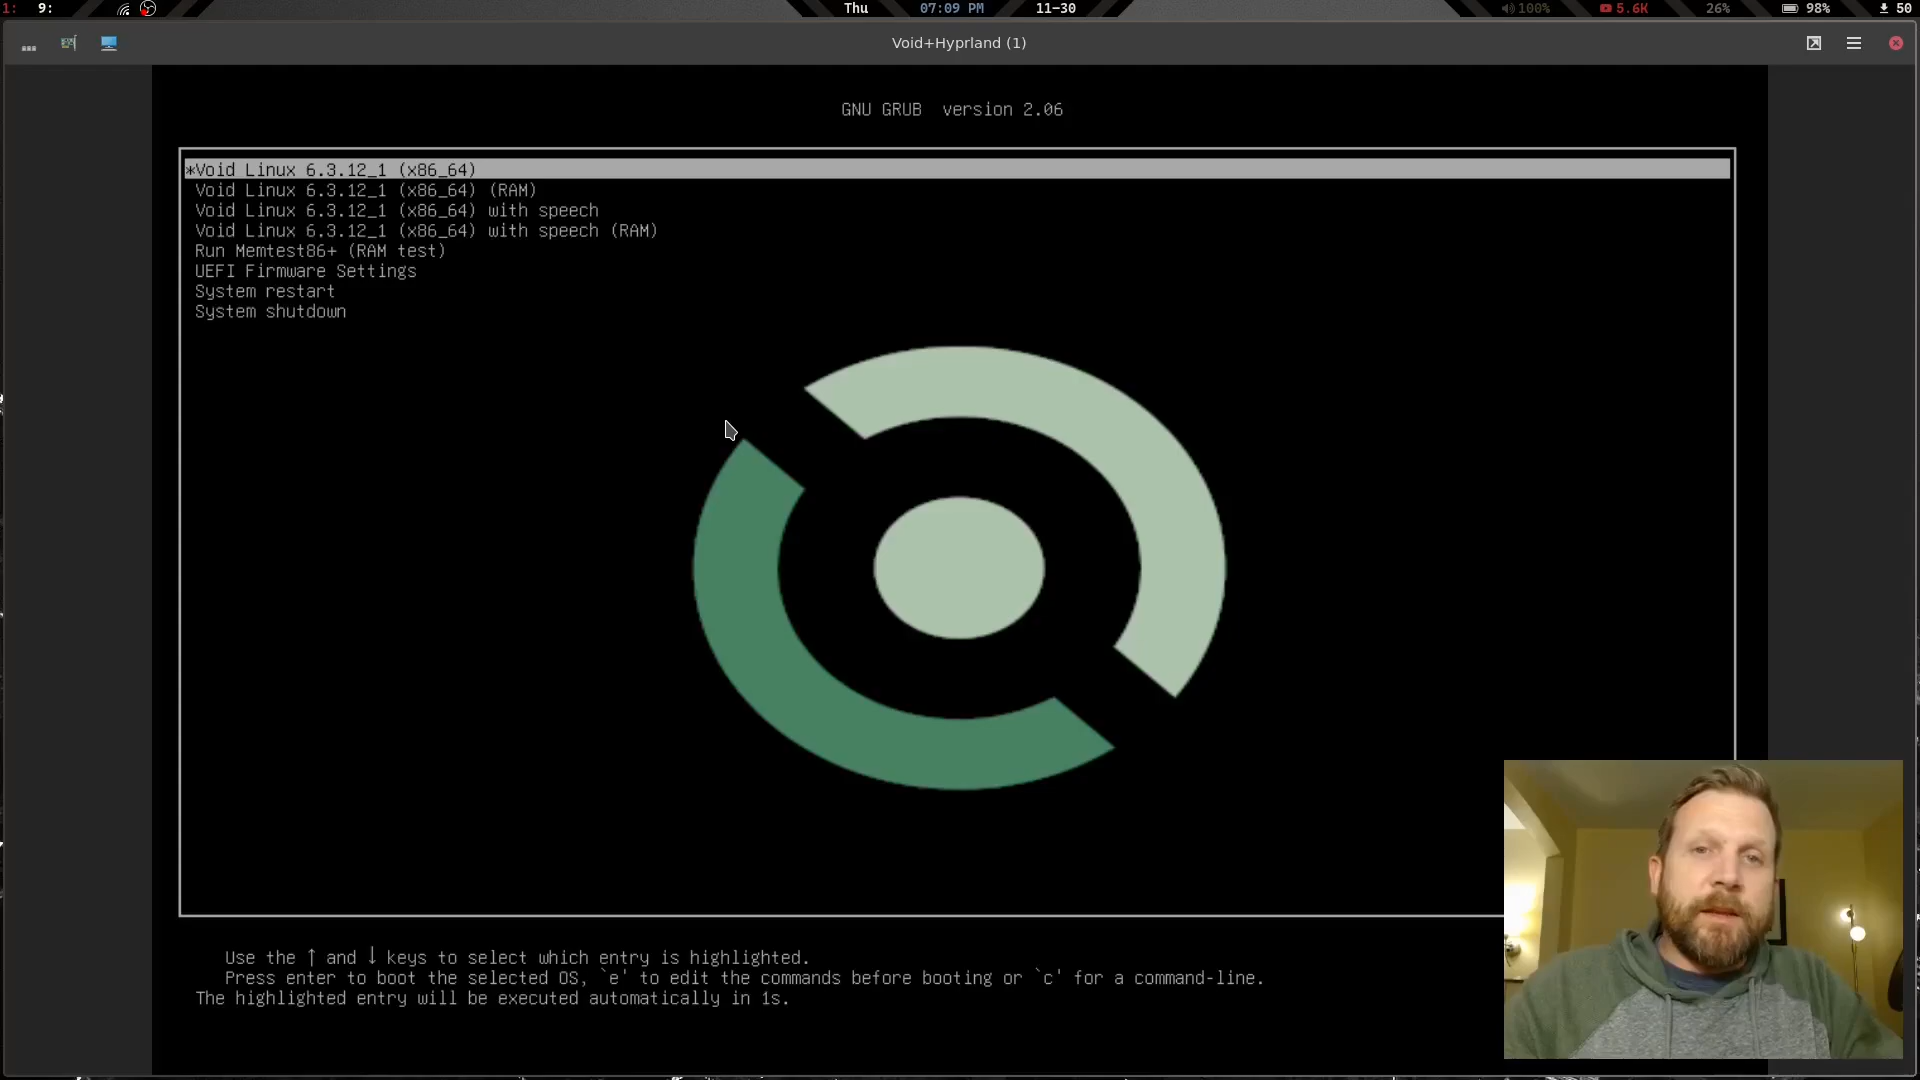 1: 9: Thu 07:09 PM 11-30 100% 5.6K 26% 98% 50
Void+Hyprland (1)
GNU GRUB version 2.06
*Void Linux 6.3.12_1 (x86_64)
Void Linux 6.3.12_1 (x86_64) (RAM)
Void Linux 6.3.12_1 (x86_64) with speech
Void Linux 6.3.12_1 (x86_64) with speech (RAM)
Run Memtest86+ (RAM test)
UEFI Firmware Settings
System restart
System shutdown
Use the ↑ and ↓ keys to select which entry is highlighted.
Press enter to boot the selected OS, `e' to edit the commands before booting or `c' for a command-line.
The highlighted entry will be executed automatically in 1s.